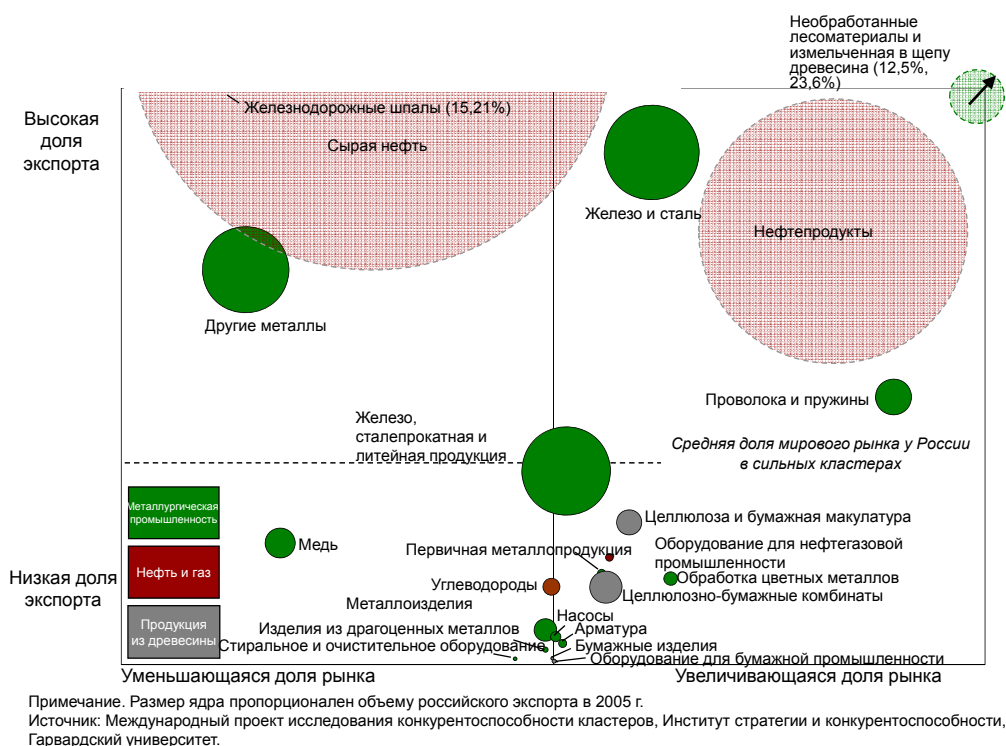 Необработанные
лесоматериалы и
измельченная в щепу
древесина (12,5%,
23,6%)
Высокая
доля
экспорта
Железнодорожные шпалы (15,21%)
Сырая нефть
Железо и сталь
Нефтепродукты
Другие металлы
Проволока и пружины
Железо,
сталепрокатная и
литейная продукция
Средняя доля мирового рынка у России
в сильных кластерах
Металлургическая
промышленность
Медь
Целлюлоза и бумажная макулатура
Первичная металлопродукция
Оборудование для нефтегазовой
промышленности
Низкая доля
экспорта
Нефть и газ
Углеводороды
Обработка цветных металлов
Целлюлозно-бумажные комбинаты
Металлоизделия
Продукция
из древесины
Насосы
Изделия из драгоценных металлов
Арматура
Стиральное и очистительное оборудование
Бумажные изделия
Оборудование для бумажной промышленности
Уменьшающаяся доля рынка
Увеличивающаяся доля рынка
Примечание. Размер ядра пропорционален объему российского экспорта в 2005 г.
Источник: Международный проект исследования конкурентоспособности кластеров, Институт стратегии и конкурентоспособности,
Гарвардский университет.